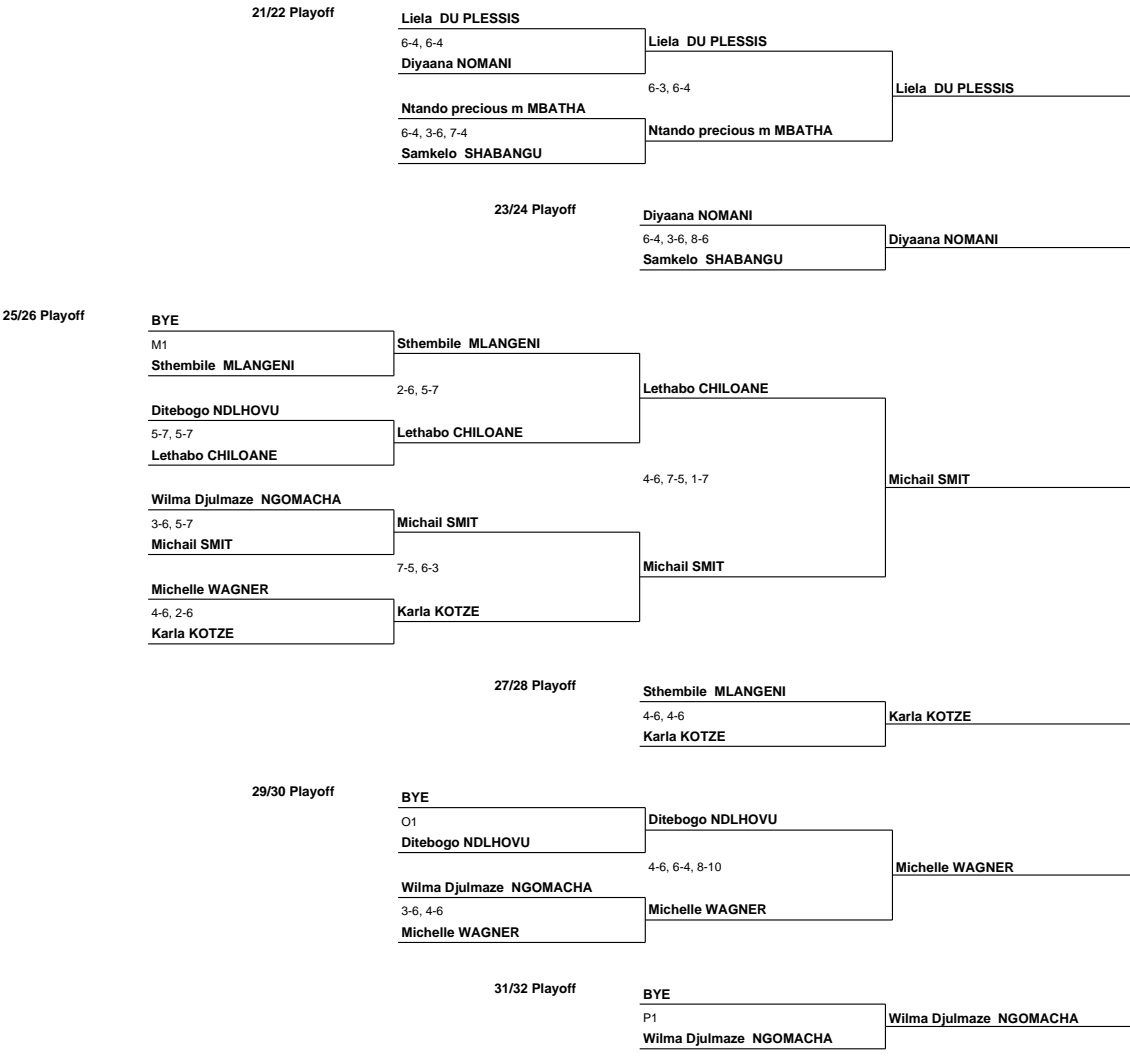 21/22 Playoff
Liela DU PLESSIS
6-4, 6-4
Liela DU PLESSIS
Diyaana NOMANI
6-3, 6-4
Liela DU PLESSIS
Ntando precious m MBATHA
6-4, 3-6, 7-4
Ntando precious m MBATHA
Samkelo SHABANGU
23/24 Playoff
Diyaana NOMANI
6-4, 3-6, 8-6
Diyaana NOMANI
Samkelo SHABANGU
25/26 Playoff
BYE
M1
Sthembile MLANGENI
Sthembile MLANGENI
2-6, 5-7
Lethabo CHILOANE
Ditebogo NDLHOVU
5-7, 5-7
Lethabo CHILOANE
Lethabo CHILOANE
4-6, 7-5, 1-7
Michail SMIT
Wilma Djulmaze NGOMACHA
3-6, 5-7
Michail SMIT
Michail SMIT
7-5, 6-3
Michail SMIT
Michelle WAGNER
4-6, 2-6
Karla KOTZE
Karla KOTZE
27/28 Playoff
Sthembile MLANGENI
4-6, 4-6
Karla KOTZE
Karla KOTZE
29/30 Playoff
BYE
O1
Ditebogo NDLHOVU
Ditebogo NDLHOVU
4-6, 6-4, 8-10
Michelle WAGNER
Wilma Djulmaze NGOMACHA
3-6, 4-6
Michelle WAGNER
Michelle WAGNER
31/32 Playoff
BYE
P1
Wilma Djulmaze NGOMACHA
Wilma Djulmaze NGOMACHA